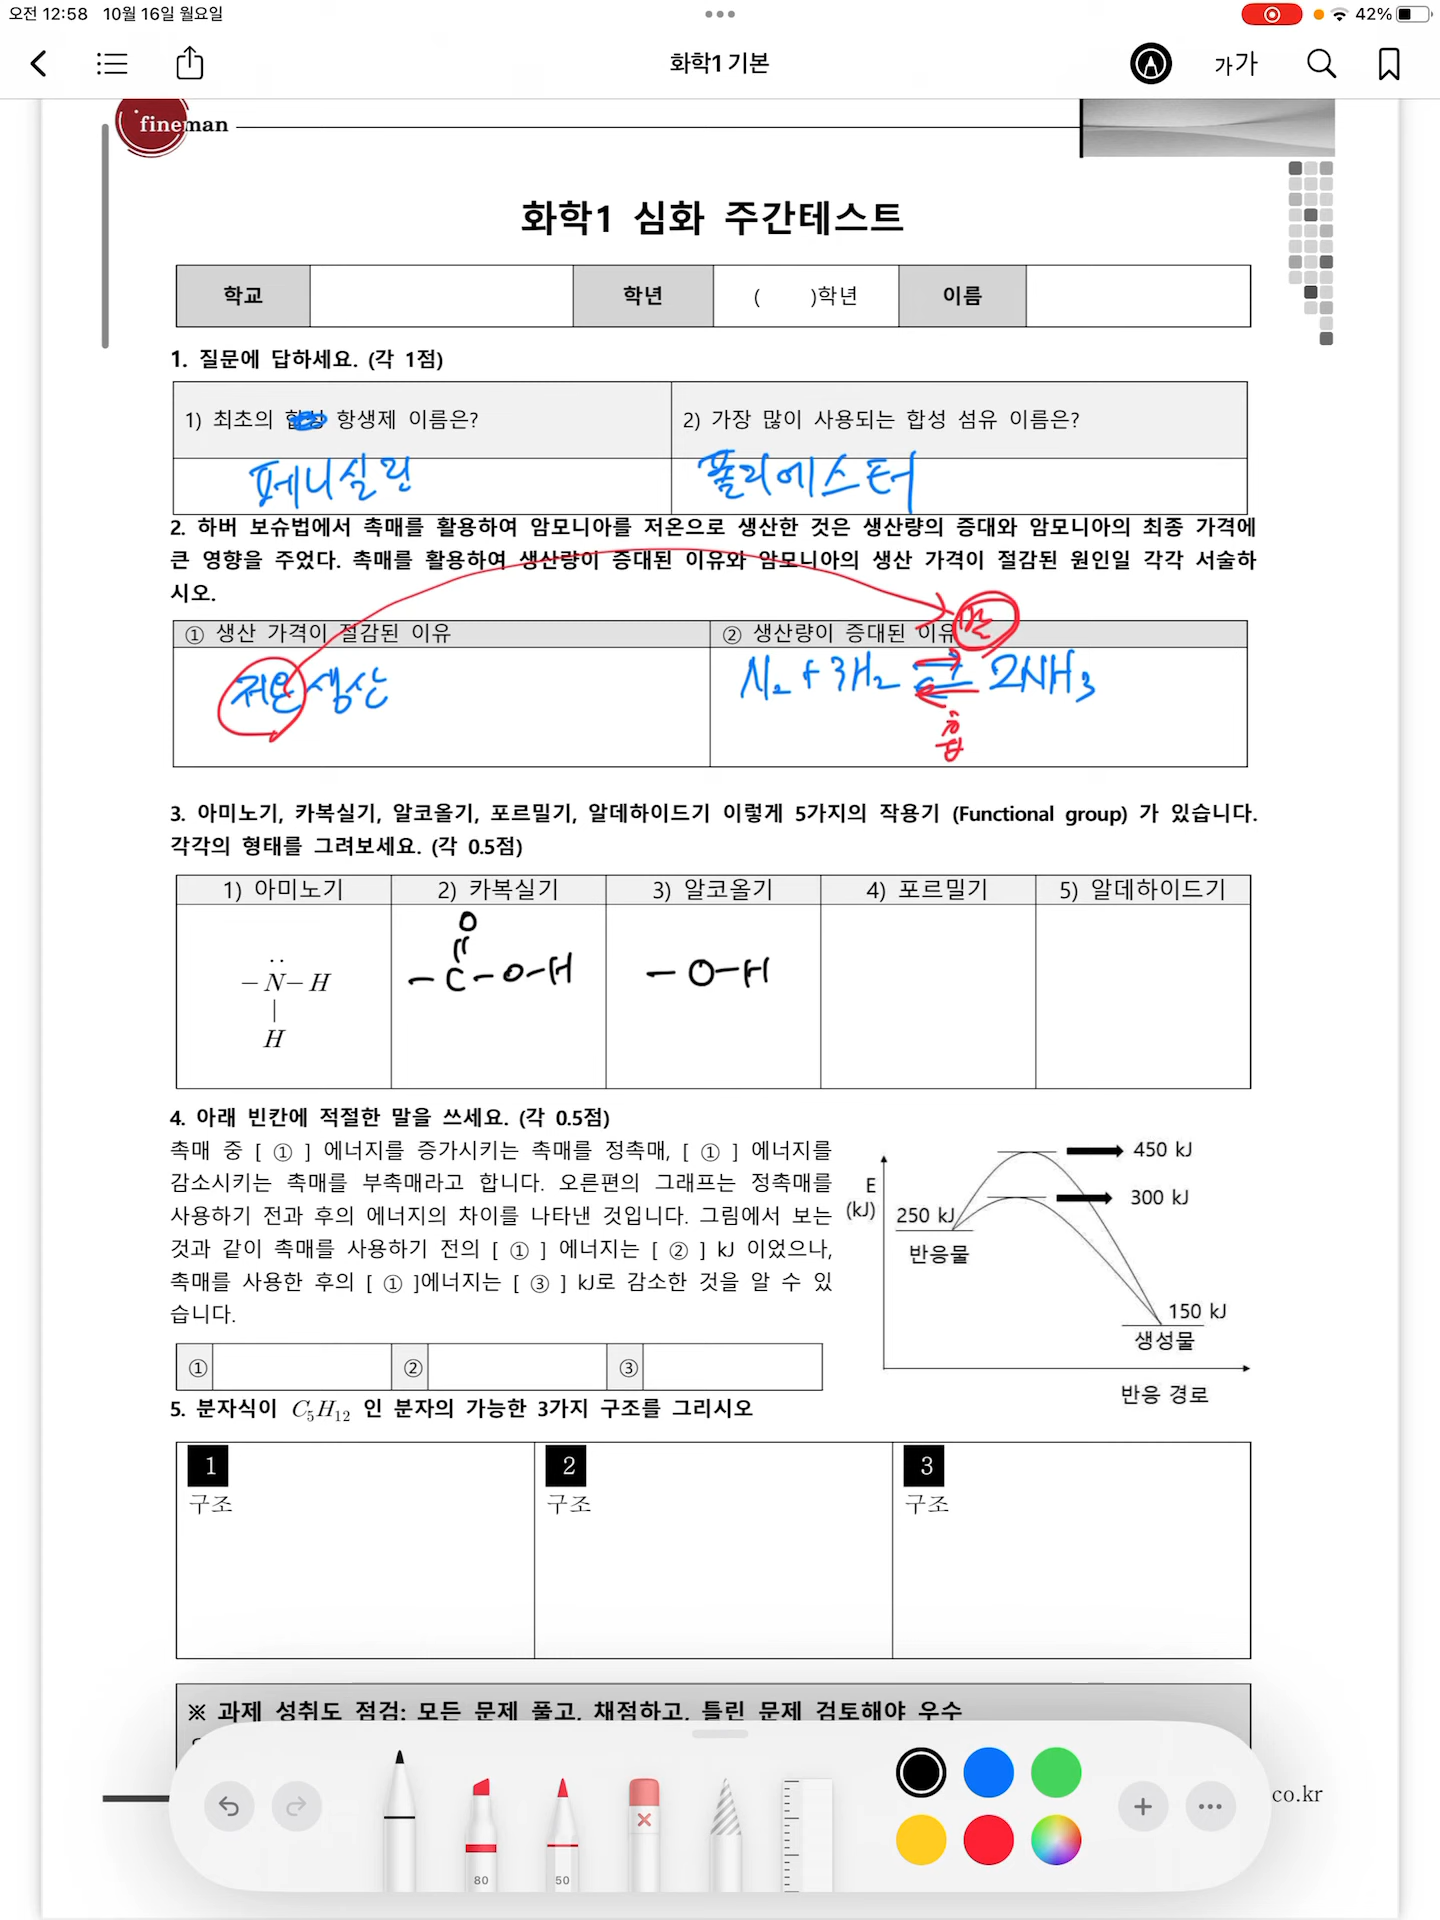 오전 12:58 10월 16일 월요일
42%
화학1 기본
가가
fineman
화학1 심화 주간테스트
학교 학년 ( )학년 이름
1. 질문에 답하세요. (각 1점)
1) 최초의 항생제 이름은? 2) 가장 많이 사용되는 합성 섬유 이름은?
페니실린 폴리에스터
2. 하버 보슈법에서 촉매를 활용하여 암모니아를 저온으로 생산한 것은 생산량의 증대와 암모니아의 최종 가격에
큰 영향을 주었다. 촉매를 활용하여 생산량이 증대된 이유와 암모니아의 생산 가격이 절감된 원인일 각각 서술하
시오.
① 생산 가격이 절감된 이유 ② 생산량이 증대된 이유
저온 생산 N₂ + 3H₂ ⇄ 2NH₃
흡
3. 아미노기, 카복실기, 알코올기, 포르밀기, 알데하이드기 이렇게 5가지의 작용기 (Functional group) 가 있습니다.
각각의 형태를 그려보세요. (각 0.5점)
1) 아미노기 2) 카복실기 3) 알코올기 4) 포르밀기 5) 알데하이드기
O
– N – H – C – O – H – O – H
H
4. 아래 빈칸에 적절한 말을 쓰세요. (각 0.5점)
촉매 중 [ ① ] 에너지를 증가시키는 촉매를 정촉매, [ ① ] 에너지를
감소시키는 촉매를 부촉매라고 합니다. 오른편의 그래프는 정촉매를
사용하기 전과 후의 에너지의 차이를 나타낸 것입니다. 그림에서 보는
것과 같이 촉매를 사용하기 전의 [ ① ] 에너지는 [ ② ] kJ 이었으나,
촉매를 사용한 후의 [ ① ]에너지는 [ ③ ] kJ로 감소한 것을 알 수 있
습니다.
① ② ③
450 kJ
300 kJ
E
(kJ)
250 kJ
반응물
150 kJ
생성물
반응 경로
5. 분자식이 C₅H₁₂ 인 분자의 가능한 3가지 구조를 그리시오
1 2 3
구조 구조 구조
※ 과제 성취도 점검: 모든 문제 풀고, 채점하고, 틀린 문제 검토해야 우수
co.kr
80 50